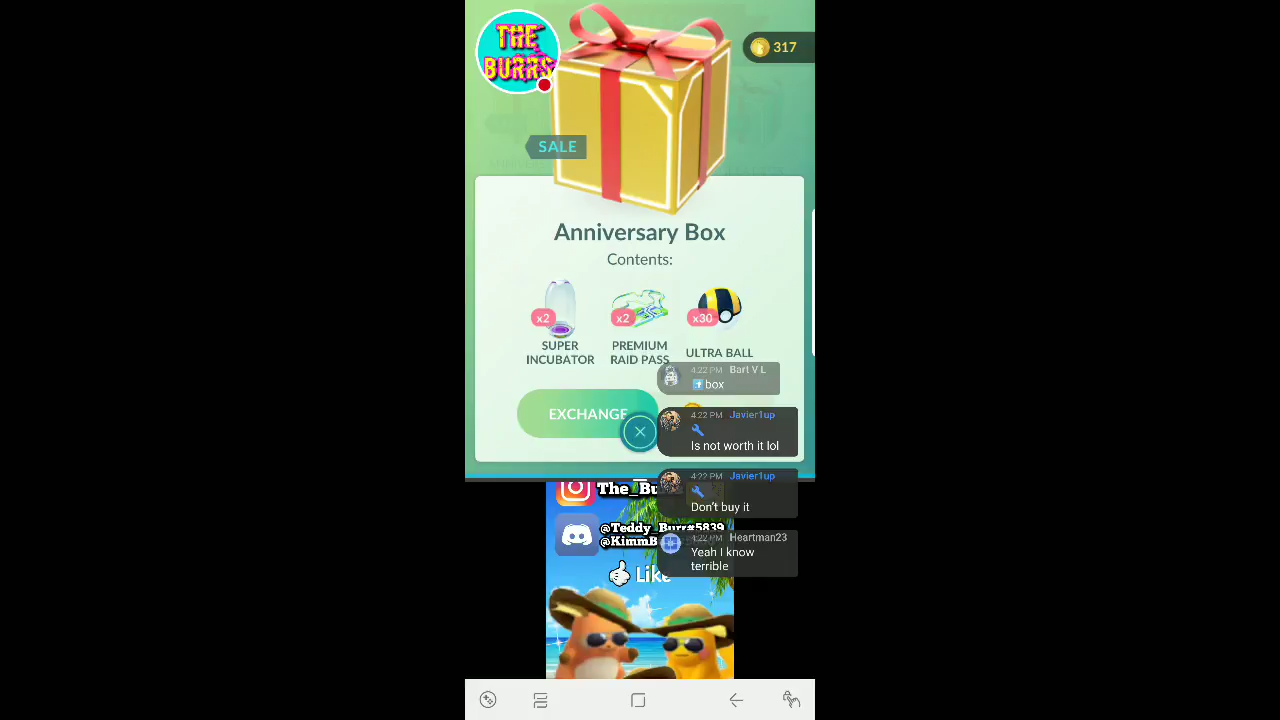 THE
BURRS
317
SALE
Anniversary Box
Contents:
x2
x2
x30
SUPER
INCUBATOR
PREMIUM
RAID PASS
ULTRA BALL
EXCHANGE
4:22 PM Bart V L
box
4:22 PM Javier1up
Is not worth it lol
4:22 PM Javier1up
Don't buy it
4:22 PM Heartman23
Yeah I know
terrible
@Teddy_Burr#5839
Like